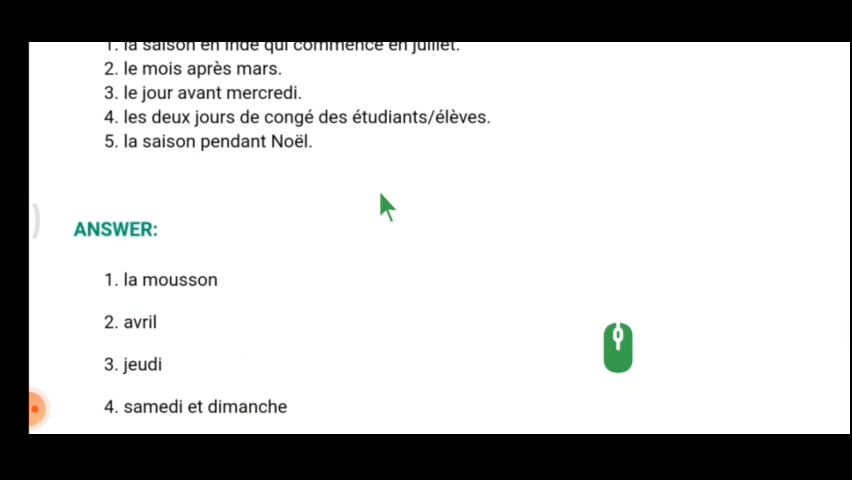 1. la saison en Inde qui commence en juillet.
2. le mois après mars.
3. le jour avant mercredi.
4. les deux jours de congé des étudiants/élèves.
5. la saison pendant Noël.
ANSWER:
1. la mousson
2. avril
3. jeudi
4. samedi et dimanche